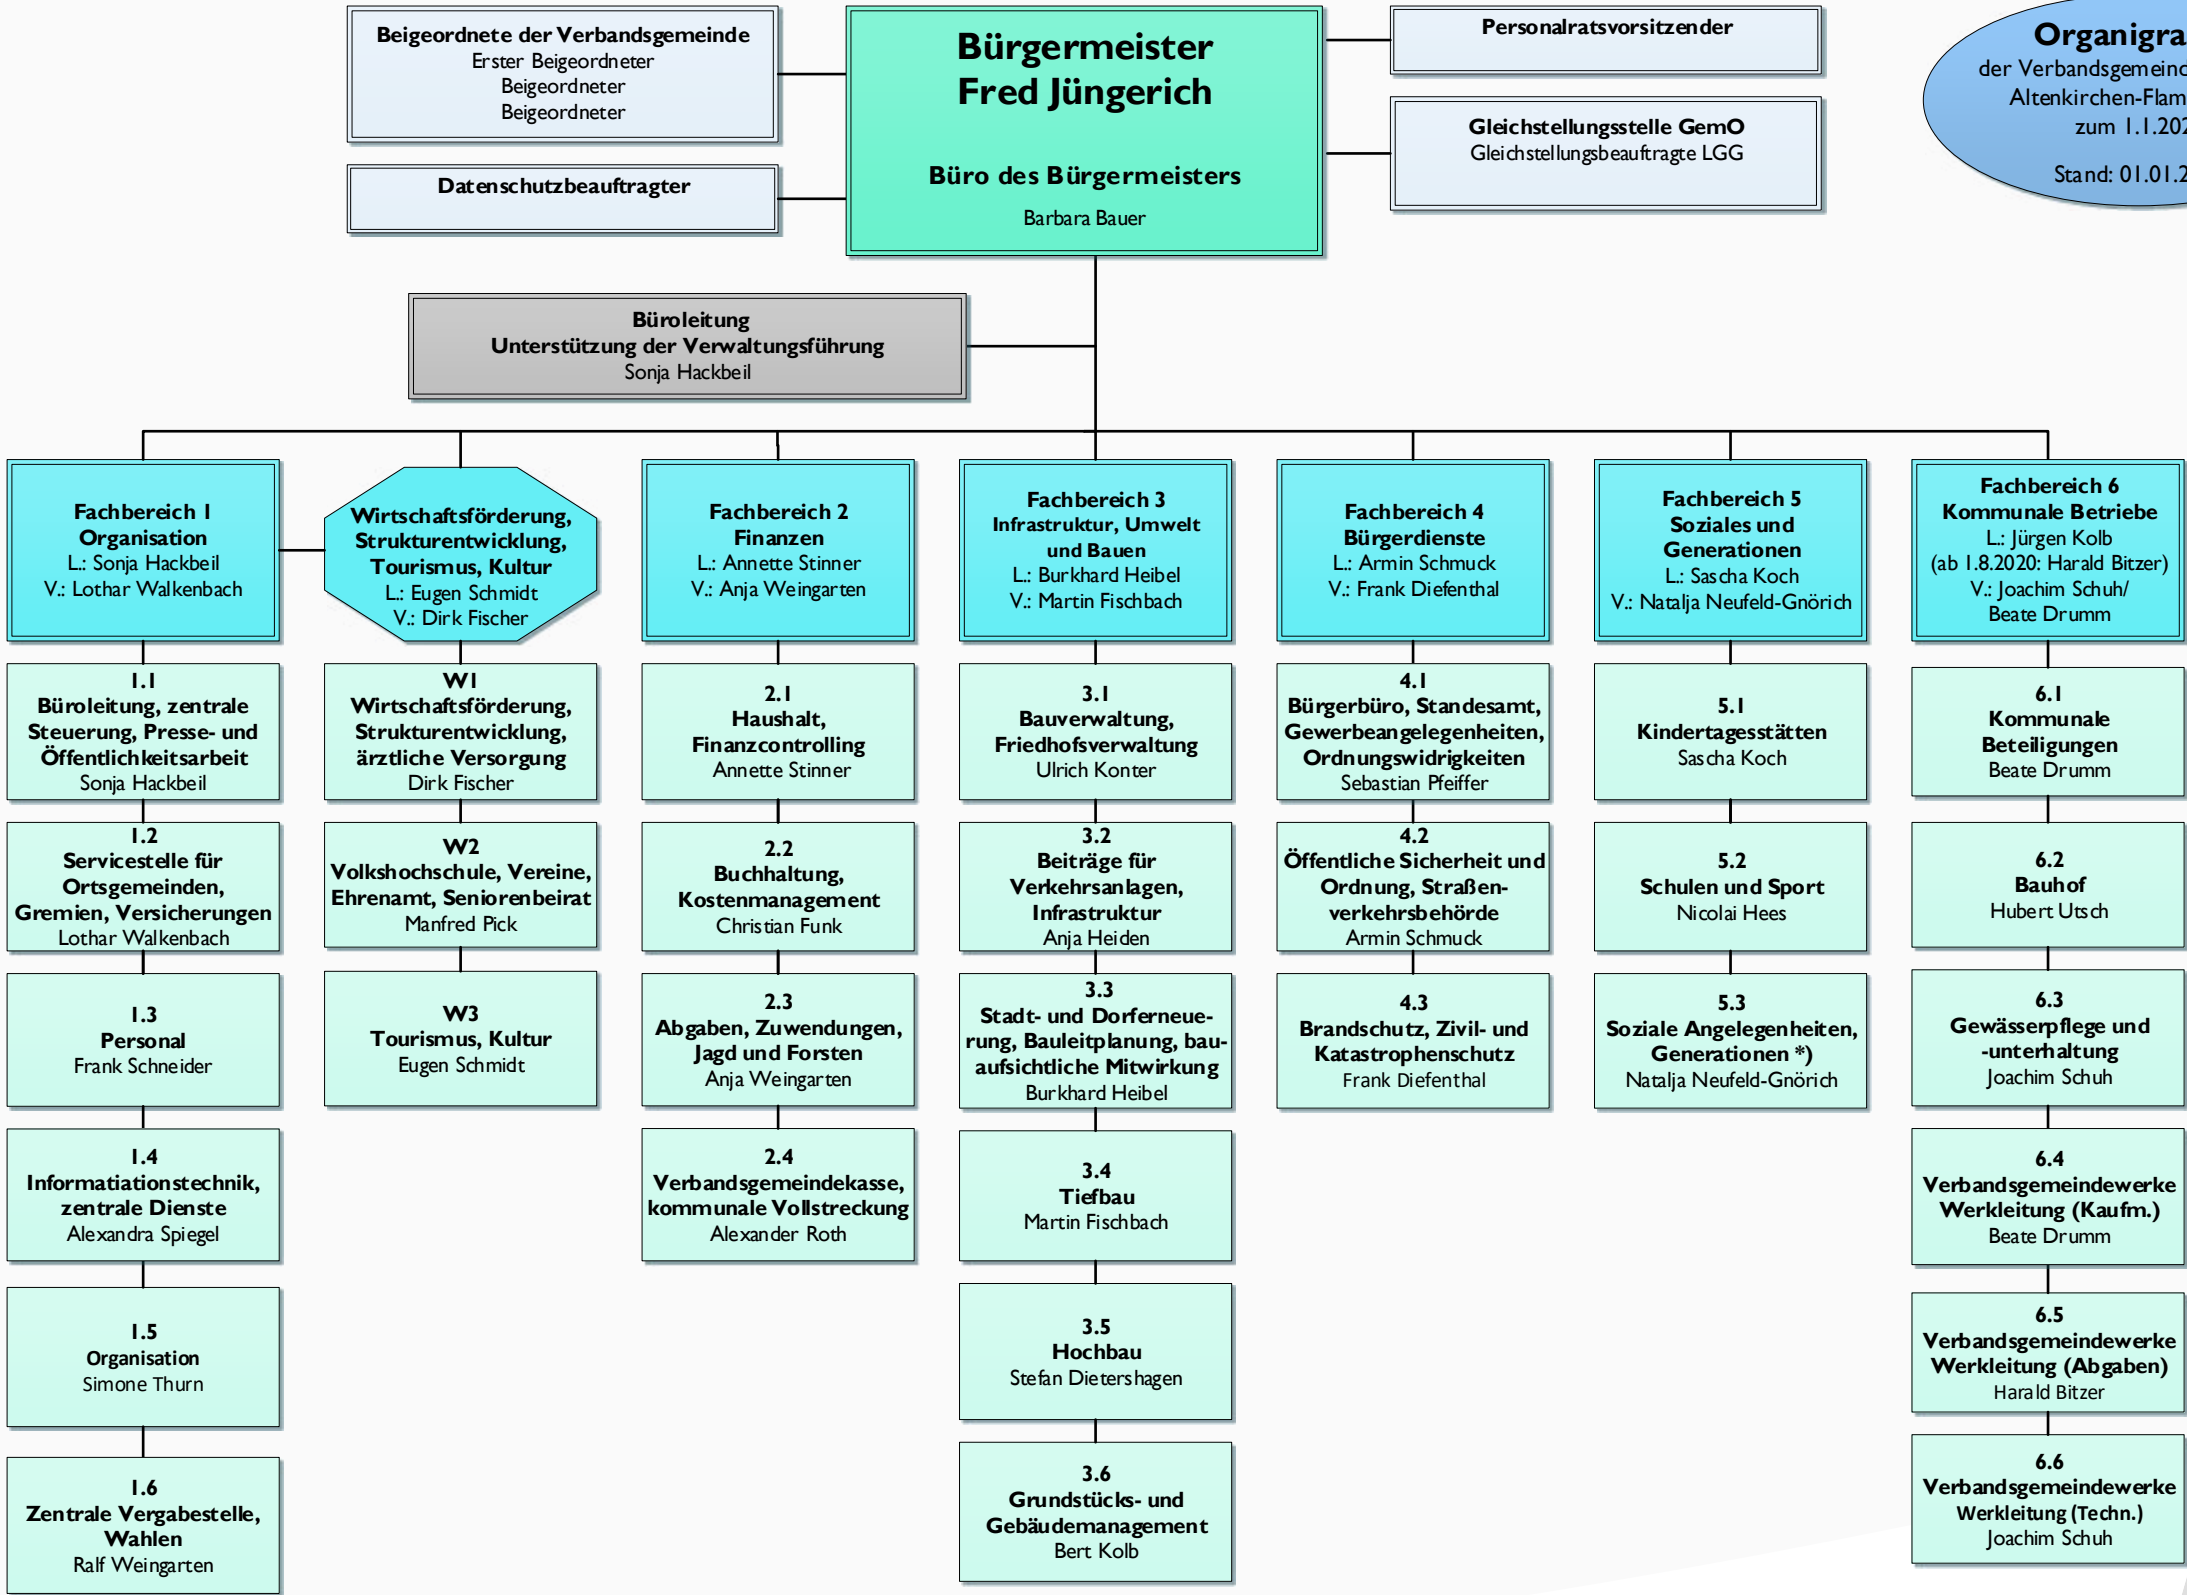 Beigeordnete der Verbandsgemeinde
Erster Beigeordneter
Beigeordneter
Beigeordneter
Datenschutzbeauftragter
Bürgermeister
Fred Jüngerich
Büro des Bürgermeisters
Barbara Bauer
Personalratsvorsitzender
Gleichstellungsstelle GemO
Gleichstellungsbeauftragte LGG
der
Altenkirchen-
zum
Stand:
Büroleitung
Unterstützung der Verwaltungsführung
Sonja Hackbeil
Fachbereich 1
Organisation
L.: Sonja Hackbeil
V.: Lothar Walkenbach
1.1
Büroleitung, zentrale
Steuerung, Presse- und
Öffentlichkeitsarbeit
Sonja Hackbeil
1.2
Servicestelle für
Ortsgemeinden,
Gremien, Versicherungen
Lothar Walkenbach
1.3
Personal
Frank Schneider
1.4
Informatiationstechnik,
zentrale Dienste
Alexandra Spiegel
1.5
Organisation
Simone Thurn
1.6
Zentrale Vergabestelle,
Wahlen
Ralf Weingarten
Wirtschaftsförderung,
Strukturentwicklung,
Tourismus, Kultur
L.: Eugen Schmidt
V.: Dirk Fischer
W1
Wirtschaftsförderung,
Strukturentwicklung,
ärztliche Versorgung
Dirk Fischer
W2
Volkshochschule, Vereine,
Ehrenamt, Seniorenbeirat
Manfred Pick
W3
Tourismus, Kultur
Eugen Schmidt
Fachbereich 2
Finanzen
L.: Annette Stinner
V.: Anja Weingarten
2.1
Haushalt,
Finanzcontrolling
Annette Stinner
2.2
Buchhaltung,
Kostenmanagement
Christian Funk
2.3
Abgaben, Zuwendungen,
Jagd und Forsten
Anja Weingarten
2.4
Verbandsgemeindekasse,
kommunale Vollstreckung
Alexander Roth
Fachbereich 3
Infrastruktur, Umwelt
und Bauen
L.: Burkhard Heibel
V.: Martin Fischbach
3.1
Bauverwaltung,
Friedhofsverwaltung
Ulrich Konter
3.2
Beiträge für
Verkehrsanlagen,
Infrastruktur
Anja Heiden
3.3
Stadt- und Dorferneue-
rung, Bauleitplanung, bau-
aufsichtliche Mitwirkung
Burkhard Heibel
3.4
Tiefbau
Martin Fischbach
3.5
Hochbau
Stefan Dietershagen
3.6
Grundstücks- und
Gebäudemanagement
Bert Kolb
Fachbereich 4
Bürgerdienste
L.: Armin Schmuck
V.: Frank Diefenthal
4.1
Bürgerbüro, Standesamt,
Gewerbeangelegenheiten,
Ordnungswidrigkeiten
Sebastian Pfeiffer
4.2
Öffentliche Sicherheit und
Ordnung, Straßen-
verkehrsbehörde
Armin Schmuck
4.3
Brandschutz, Zivil- und
Katastrophenschutz
Frank Diefenthal
Fachbereich 5
Soziales und
Generationen
L.: Sascha Koch
V.: Natalja Neufeld-Gnörich
5.1
Kindertagesstätten
Sascha Koch
5.2
Schulen und Sport
Nicolai Hees
5.3
Soziale Angelegenheiten,
Generationen *)
Natalja Neufeld-Gnörich
Fachbereich 6
Kommunale Betriebe
L.: Jürgen Kolb
(ab 1.8.2020: Harald Bitzer)
V.: Joachim Schuh/
Beate Drumm
6.1
Kommunale
Beteiligungen
Beate Drumm
6.2
Bauhof
Hubert Utsch
6.3
Gewässerpflege und
-unterhaltung
Joachim Schuh
6.4
Verbandsgemeindewerke
Werkleitung (Kaufm.)
Beate Drumm
6.5
Verbandsgemeindewerke
Werkleitung (Abgaben)
Harald Bitzer
6.6
Verbandsgemeindewerke
Werkleitung (Techn.)
Joachim Schuh